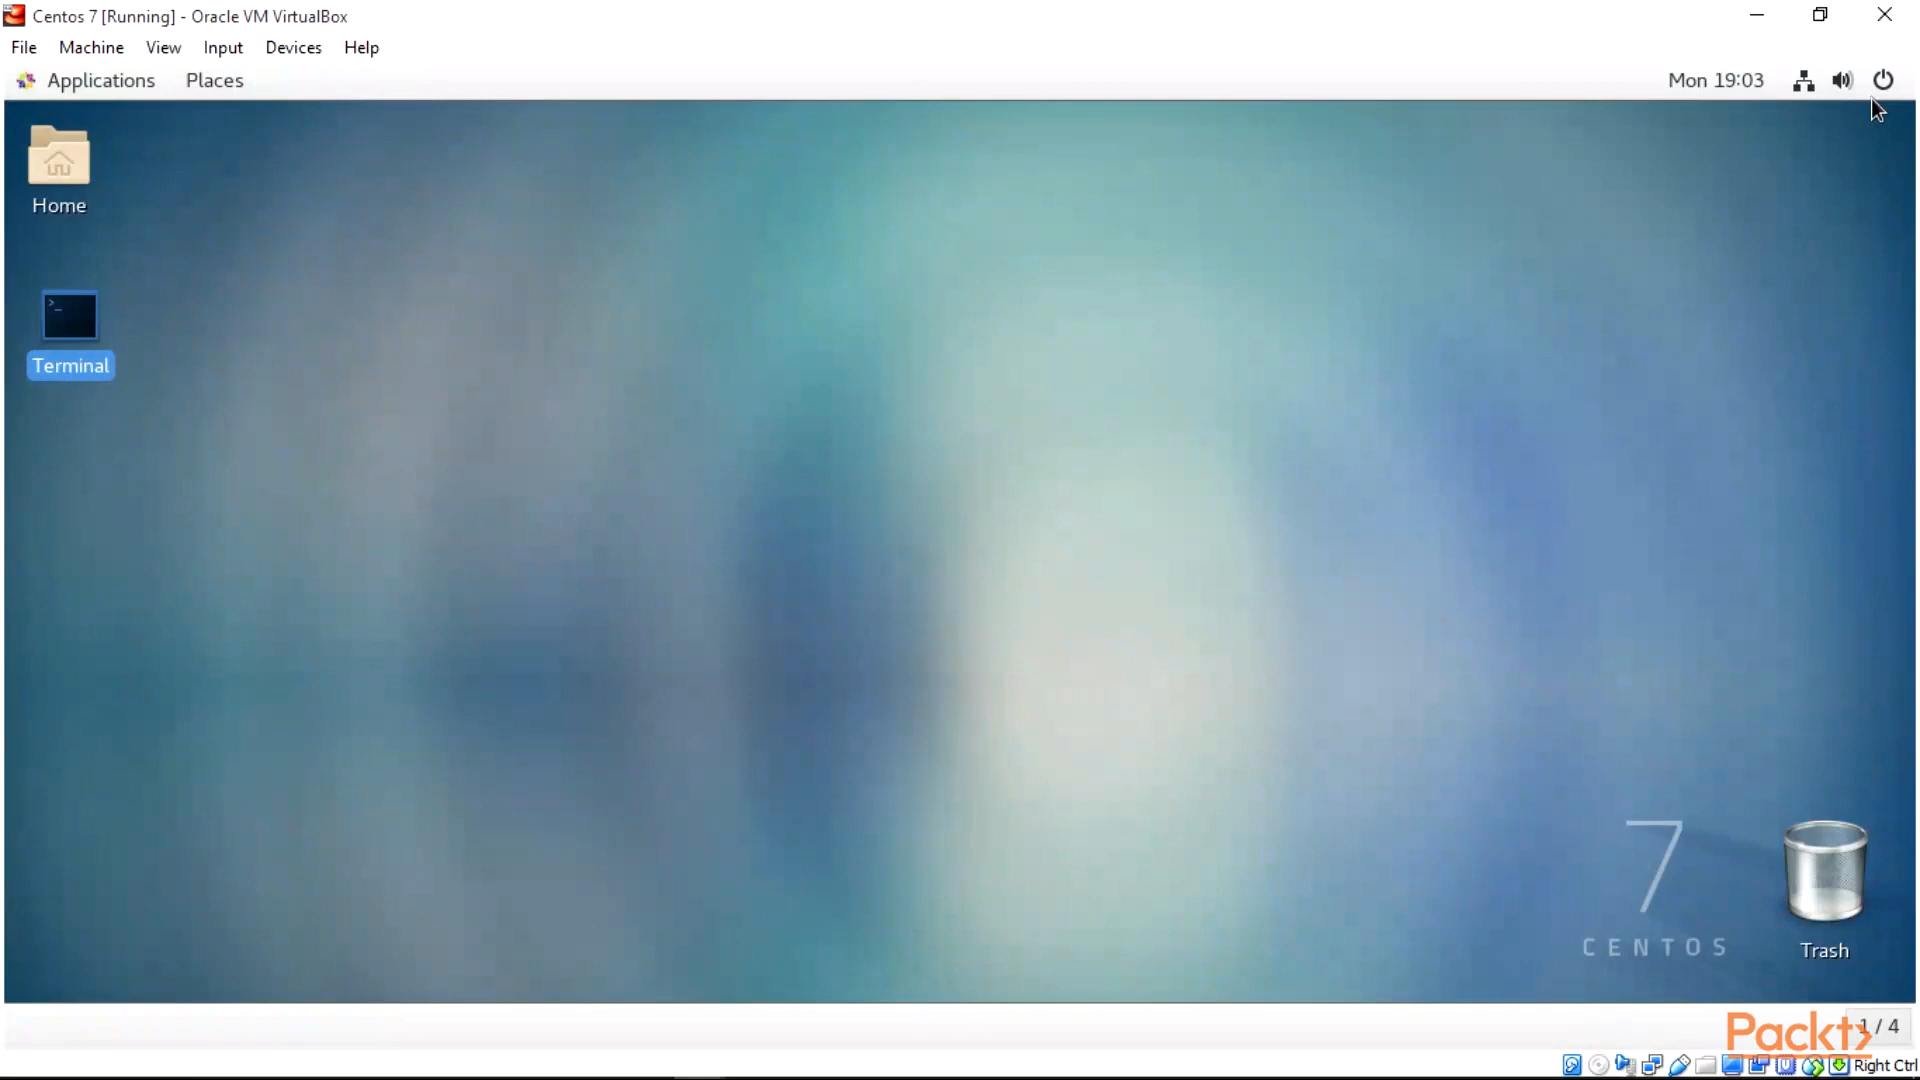 Centos 7 [Running] - Oracle VM VirtualBox
File Machine View Input Devices Help
Applications Places Mon 19:03
Home
>_
Terminal
7
CENTOS
Trash
Packt>
1 / 4
Right Ctrl